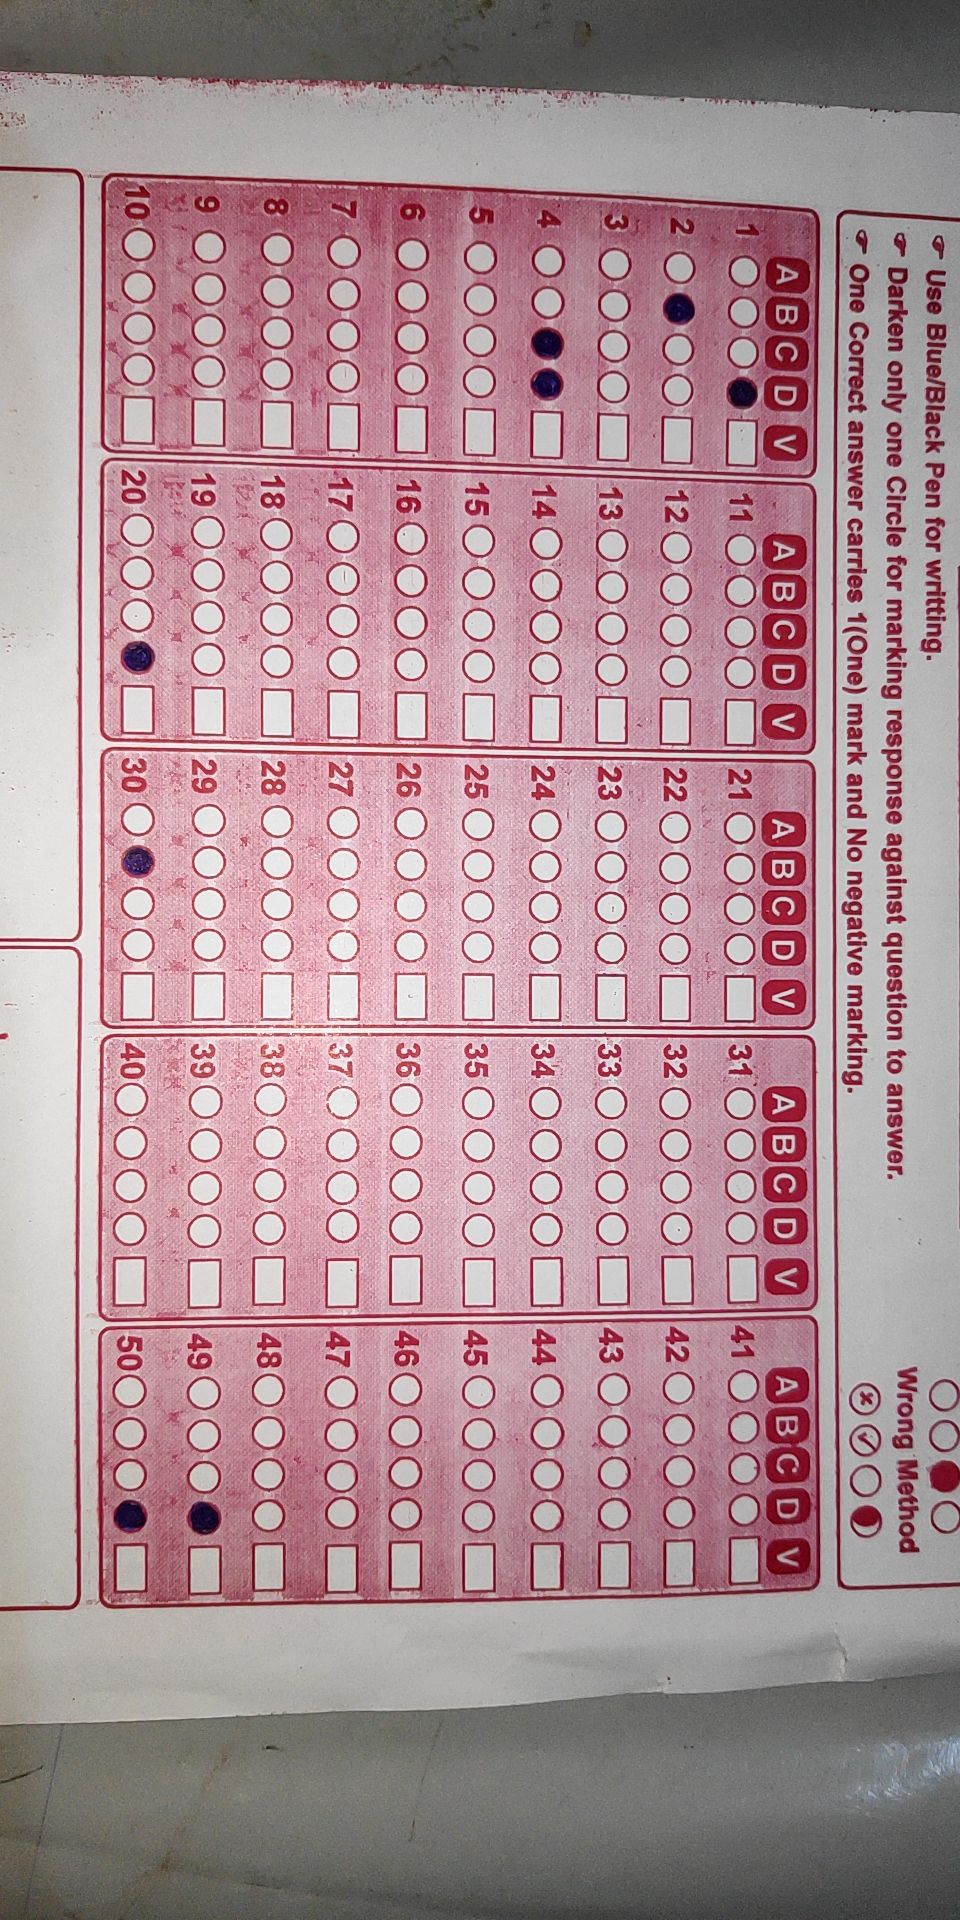 ☞ Use Blue/Black Pen for writting.
☞ Darken only one Circle for marking response against question to answer.
☞ One Correct answer carries 1(One) mark and No negative marking.
Wrong Method
A B C D V A B C D V A B C D V A B C D V A B C D V
1 11 21 31 41
2 12 22 32 42
3 13 23 33 43
4 14 24 34 44
5 15 25 35 45
6 16 26 36 46
7 17 27 37 47
8 18 28 38 48
9 19 29 39 49
10 20 30 40 50